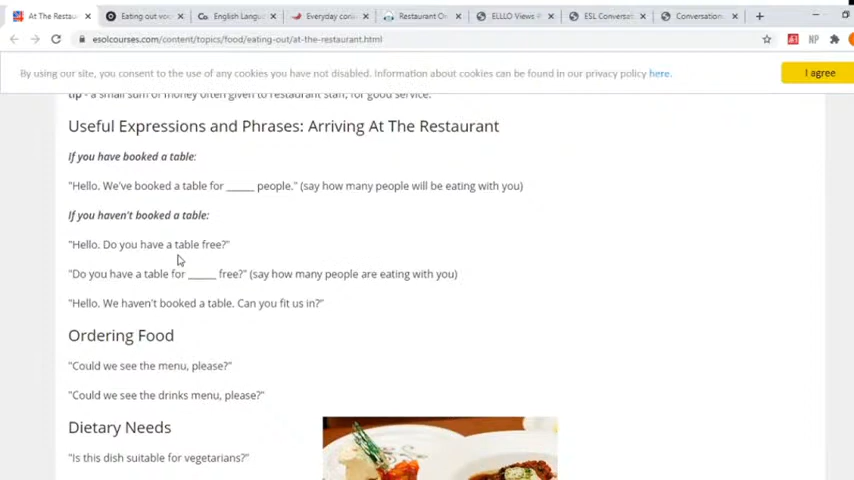 At The Resta
Eating out voc
English Langu
Everyday con
Restaurant O
ELLLO Views
ESL Conversat
Conversation
esolcourses.com/content/topics/food/eating-out/at-the-restaurant.html
NP
By using our site, you consent to the use of any cookies you have not disabled. Information about cookies can be found in our privacy policy here.
I agree
tip - a small sum of money often given to restaurant staff, for good service.
Useful Expressions and Phrases: Arriving At The Restaurant
If you have booked a table:
"Hello. We've booked a table for ______ people." (say how many people will be eating with you)
If you haven't booked a table:
"Hello. Do you have a table free?"
"Do you have a table for ______ free?" (say how many people are eating with you)
"Hello. We haven't booked a table. Can you fit us in?"
Ordering Food
"Could we see the menu, please?"
"Could we see the drinks menu, please?"
Dietary Needs
"Is this dish suitable for vegetarians?"